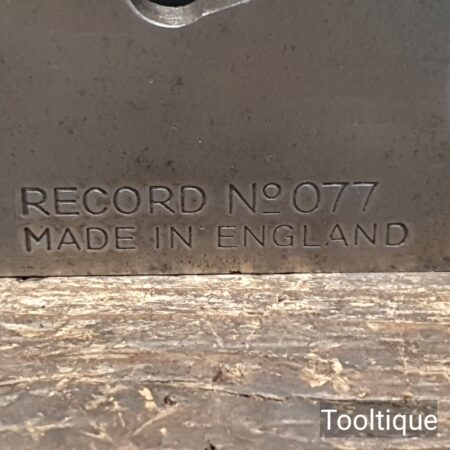 RECORD Nº 077
MADE IN ENGLAND
Tooltique